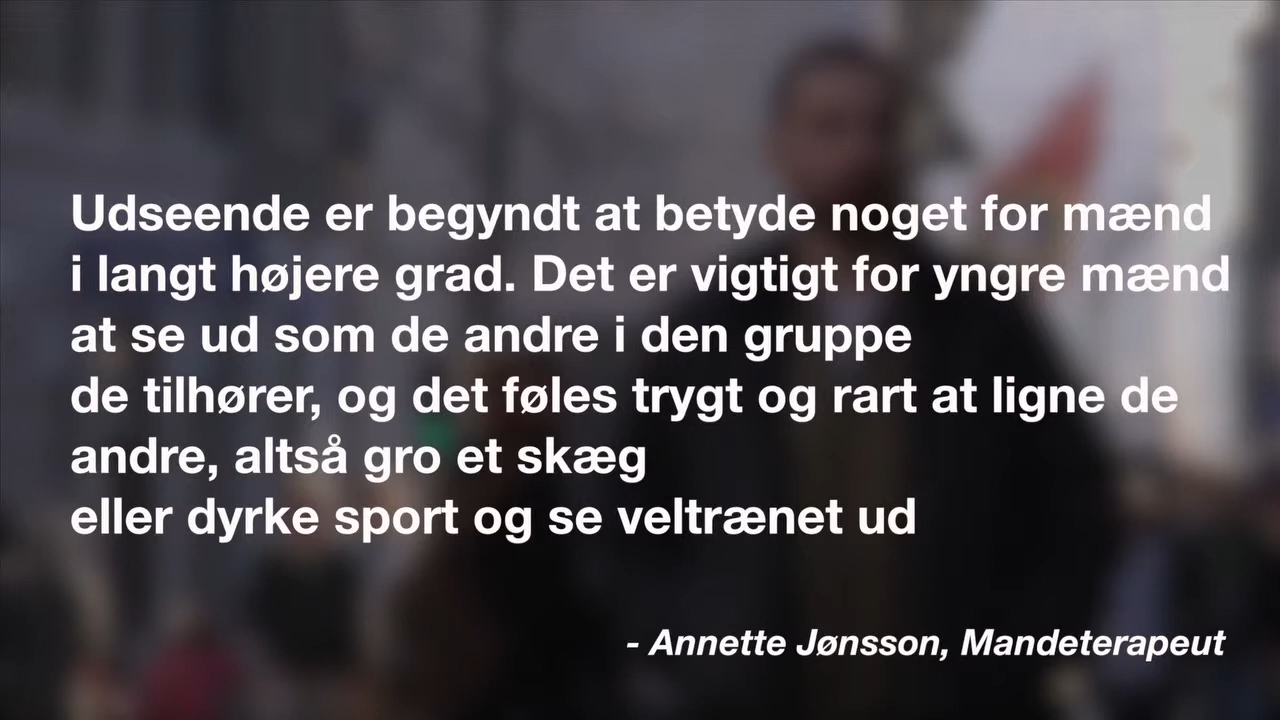 Udseende er begyndt at betyde noget for mænd
i langt højere grad. Det er vigtigt for yngre mænd
at se ud som de andre i den gruppe
de tilhører, og det føles trygt og rart at ligne de
andre, altså gro et skæg
eller dyrke sport og se veltrænet ud
- Annette Jønsson, Mandeterapeut